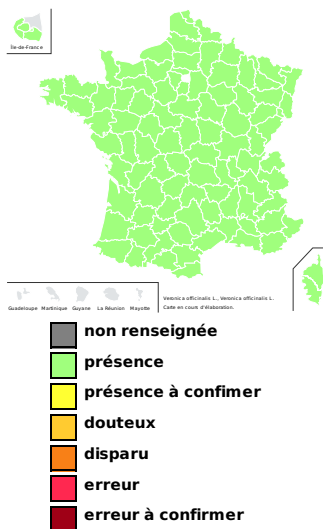 Île-de-France
Guadeloupe Martinique Guyane La Réunion Mayotte
Veronica officinalis L., Veronica officinalis L.
Carte en cours d'élaboration.
non renseignée
présence
présence à confimer
douteux
disparu
erreur
erreur à confirmer